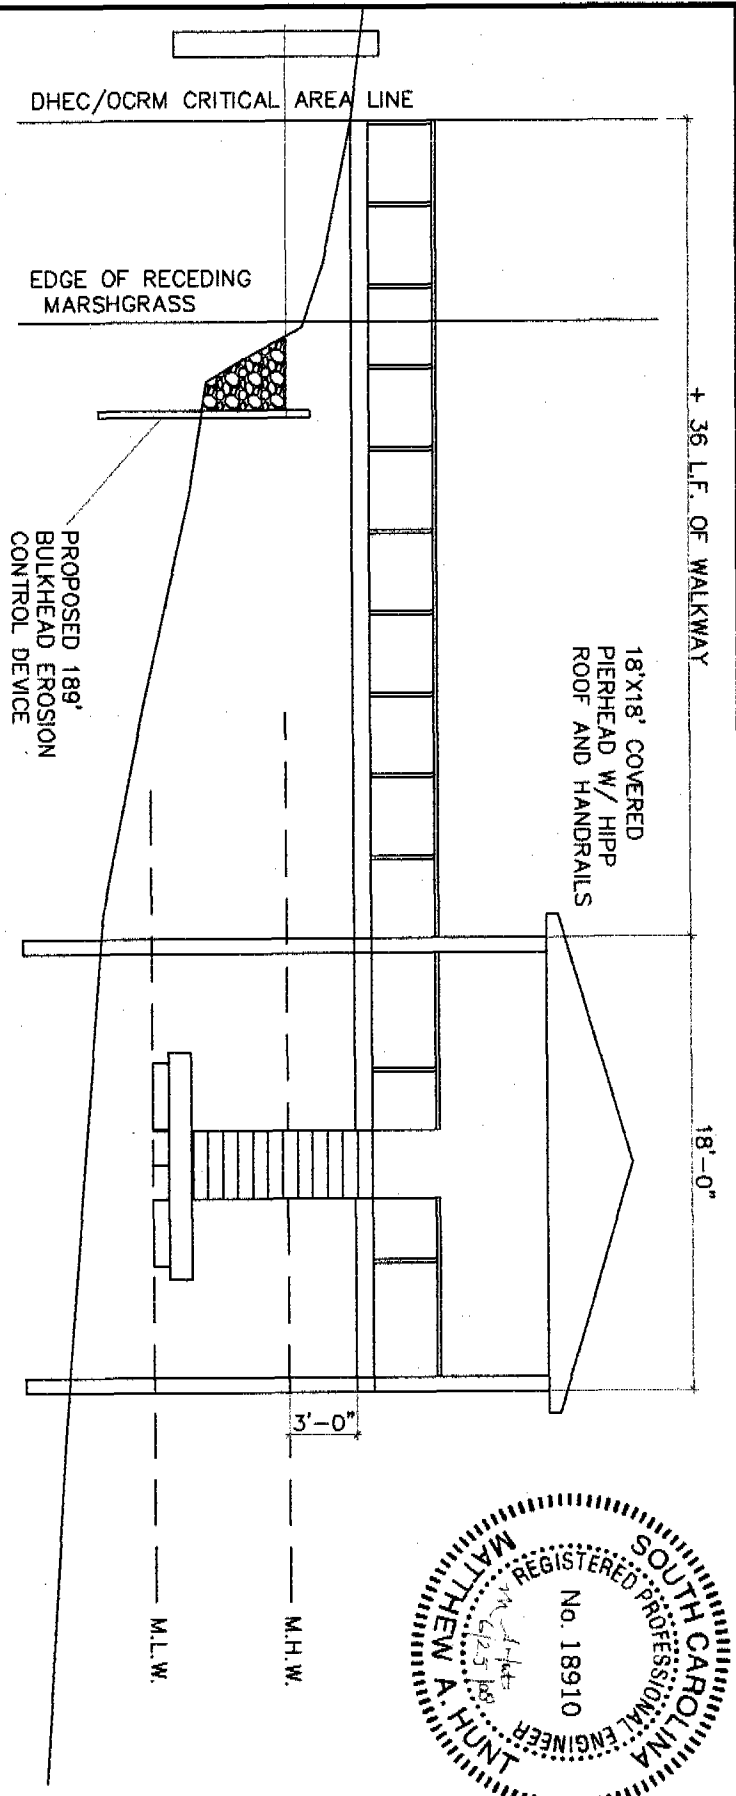 DHEC/OCRM CRITICAL AREA LINE
EDGE OF RECEDING
MARSHGRASS
+ 36 L.F. OF WALKWAY
18'X18' COVERED
PIERHEAD W/ HIPP
ROOF AND HANDRAILS
PROPOSED 189'
BULKHEAD EROSION
CONTROL DEVICE
18'-0"
3'-0"
M.H.W.
M.L.W.
SOUTH CAROLINA
REGISTERED PROFESSIONAL ENGINEER
No. 18910
MATTHEW A. HUNT